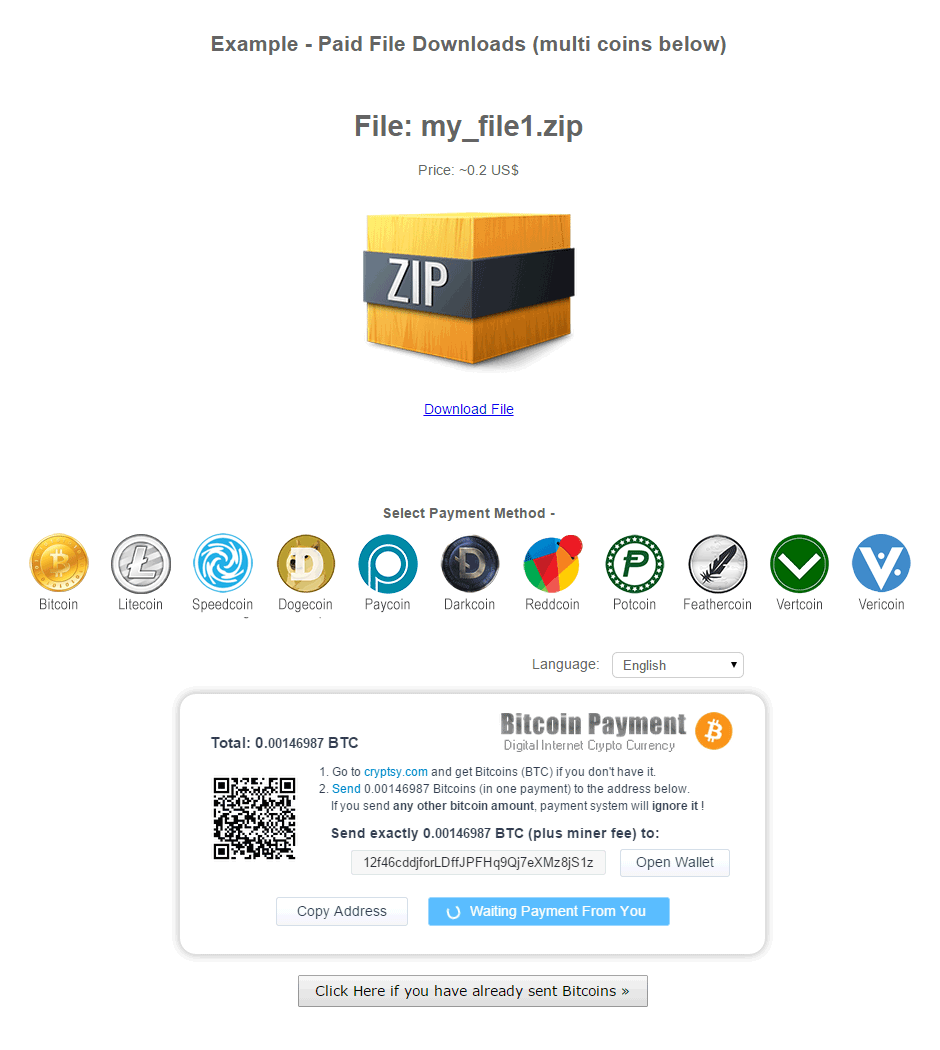 Example - Paid File Downloads (multi coins below)
File: my_file1.zip
Price: ~0.2 US$
ZIP
Download File
Select Payment Method -
Bitcoin Litecoin Speedcoin Dogecoin Paycoin Darkcoin Reddcoin Potcoin Feathercoin Vertcoin Vericoin
Language: English
Bitcoin Payment
Digital Internet Crypto Currency
Total: 0.00146987 BTC
1. Go to cryptsy.com and get Bitcoins (BTC) if you don't have it.
2. Send 0.00146987 Bitcoins (in one payment) to the address below.
If you send any other bitcoin amount, payment system will ignore it !
Send exactly 0.00146987 BTC (plus miner fee) to:
12f46cddjforLDffJPFHq9Qj7eXMz8jS1z Open Wallet
Copy Address Waiting Payment From You
Click Here if you have already sent Bitcoins »